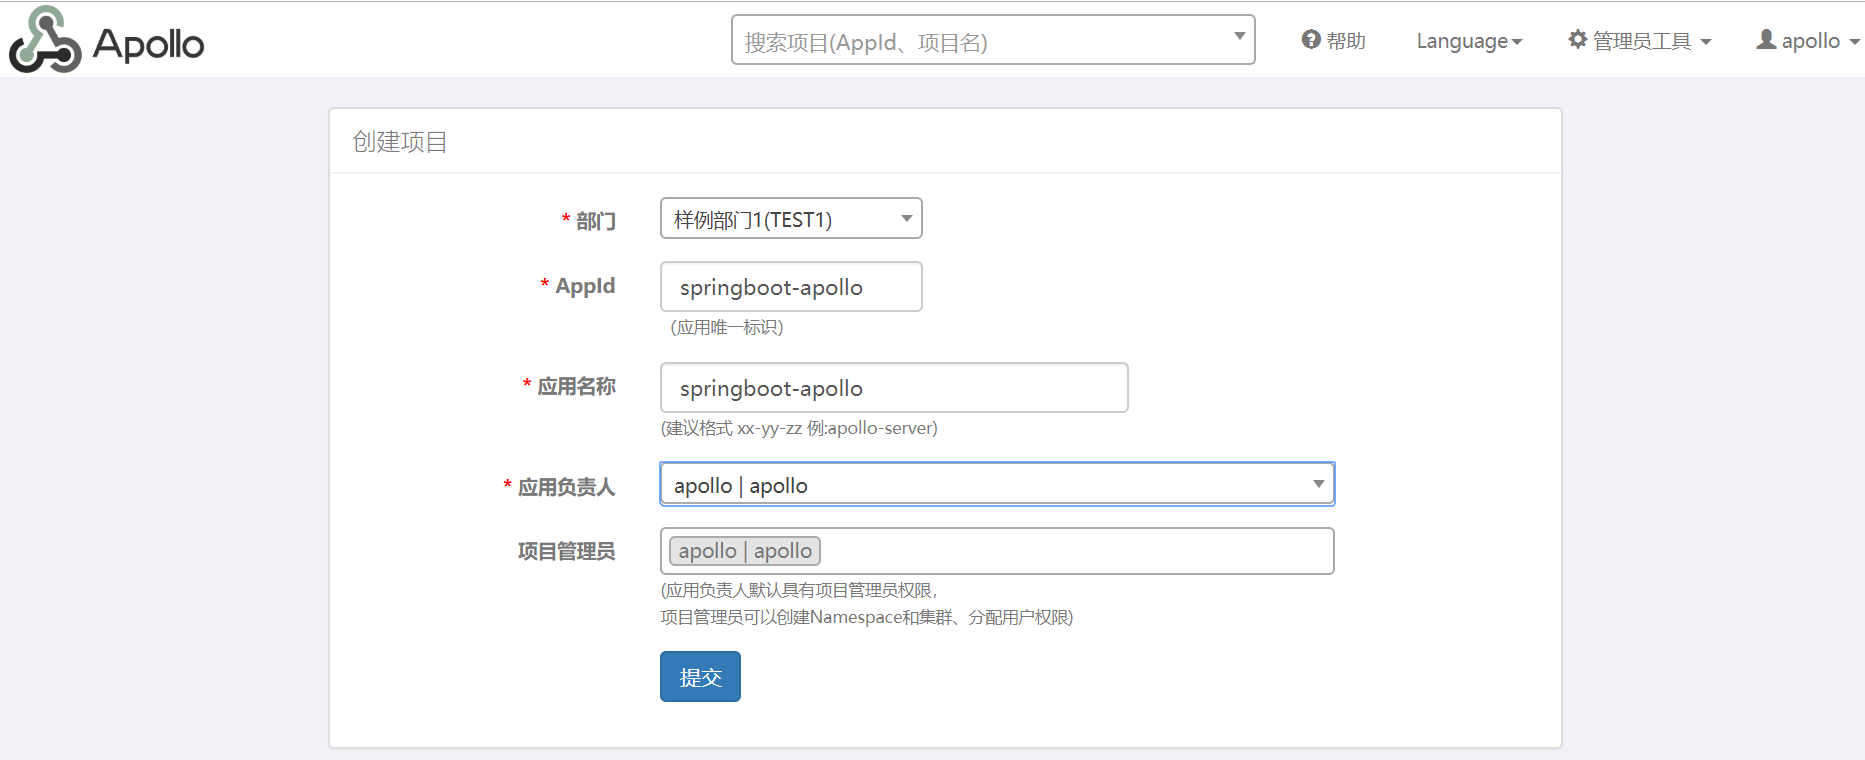 Apollo
搜索项目(AppId、项目名)
帮助
Language
管理员工具
apollo
创建项目
* 部门
样例部门1(TEST1)
* AppId
springboot-apollo
(应用唯一标识)
* 应用名称
springboot-apollo
(建议格式 xx-yy-zz 例:apollo-server)
* 应用负责人
apollo | apollo
项目管理员
apollo | apollo
(应用负责人默认具有项目管理员权限，
项目管理员可以创建Namespace和集群、分配用户权限)
提交